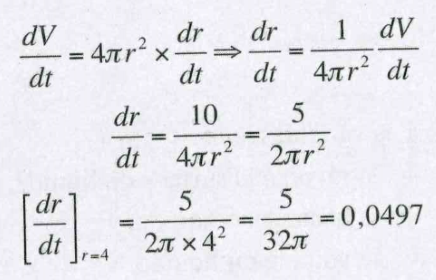 dV/dt = 4πr² × dr/dt ⇒ dr/dt = 1/(4πr²) dV/dt
dr/dt = 10/(4πr²) = 5/(2πr²)
[dr/dt]r=4 = 5/(2π × 4²) = 5/(32π) = 0,0497